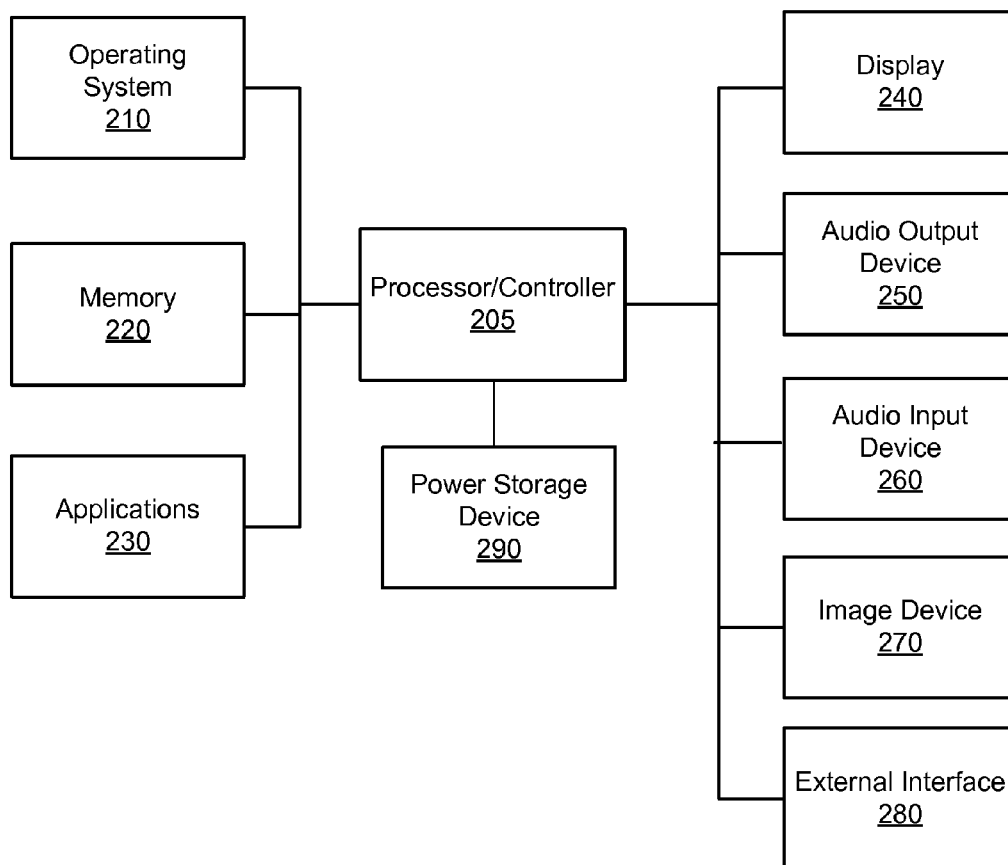 Operating
System
210
Memory
220
Applications
230
Processor/Controller
205
Power Storage
Device
290
Display
240
Audio Output
Device
250
Audio Input
Device
260
Image Device
270
External Interface
280